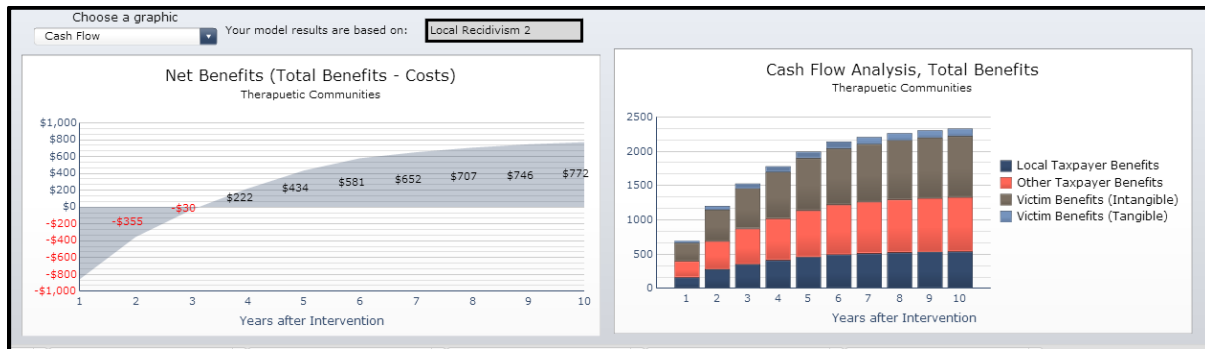 Choose a graphic
Cash Flow
Your model results are based on:
Local Recidivism 2
Net Benefits (Total Benefits - Costs)
Therapuetic Communities
$1,000
$800
$600
$400
$200
$0
-$200
-$400
-$600
-$800
-$1,000
-$355
-$30
$222
$434
$581
$652
$707
$746
$772
1 2 3 4 5 6 7 8 9 10
Years after Intervention
Cash Flow Analysis, Total Benefits
Therapuetic Communities
2500
2000
1500
1000
500
0
1 2 3 4 5 6 7 8 9 10
Years after Intervention
Local Taxpayer Benefits
Other Taxpayer Benefits
Victim Benefits (Intangible)
Victim Benefits (Tangible)